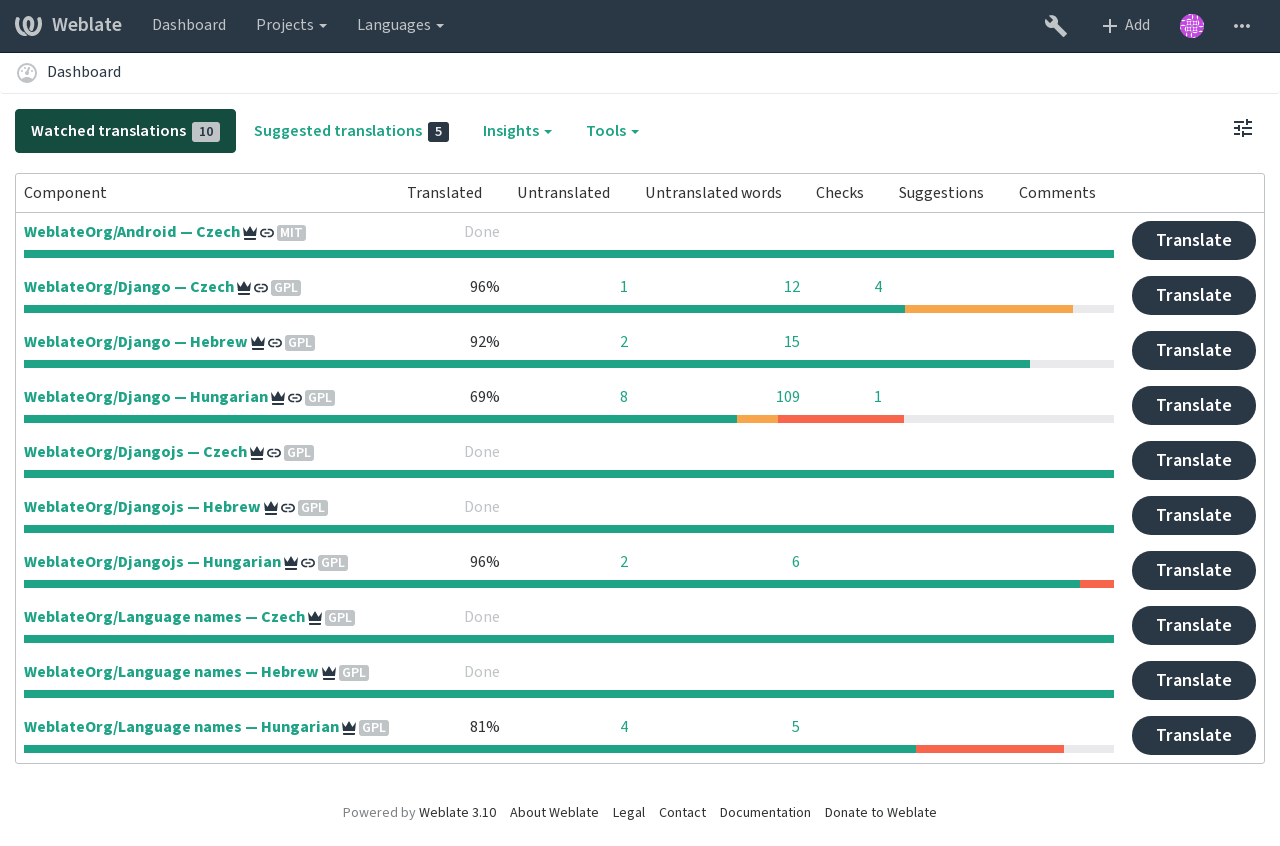 Weblate Dashboard Projects Languages Add
Dashboard
Watched translations 10 Suggested translations 5 Insights Tools
Component Translated Untranslated Untranslated words Checks Suggestions Comments
WeblateOrg/Android — Czech MIT Done Translate
WeblateOrg/Django — Czech GPL 96% 1 12 4 Translate
WeblateOrg/Django — Hebrew GPL 92% 2 15 Translate
WeblateOrg/Django — Hungarian GPL 69% 8 109 1 Translate
WeblateOrg/Djangojs — Czech GPL Done Translate
WeblateOrg/Djangojs — Hebrew GPL Done Translate
WeblateOrg/Djangojs — Hungarian GPL 96% 2 6 Translate
WeblateOrg/Language names — Czech GPL Done Translate
WeblateOrg/Language names — Hebrew GPL Done Translate
WeblateOrg/Language names — Hungarian GPL 81% 4 5 Translate
Powered by Weblate 3.10 About Weblate Legal Contact Documentation Donate to Weblate